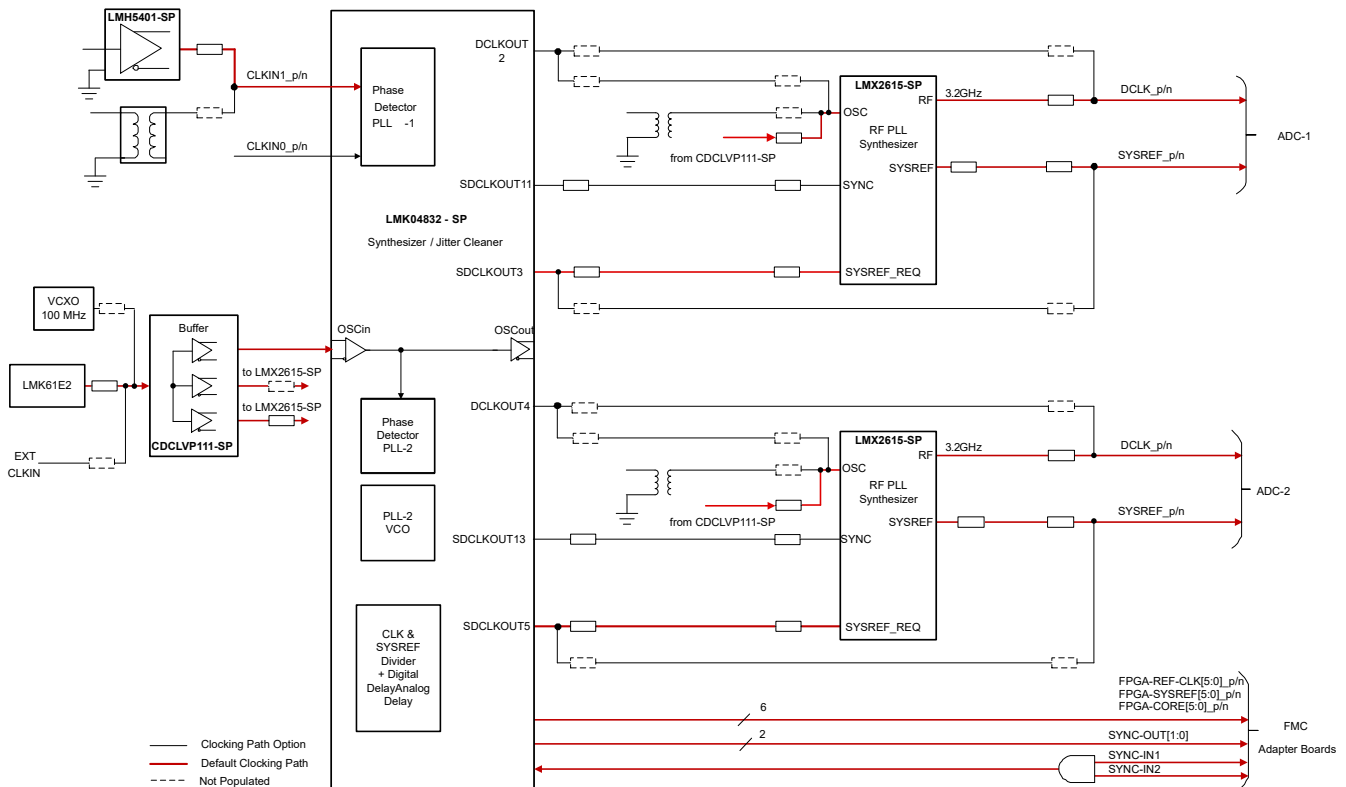 LMH5401-SP
CLKIN1_p/n
CLKIN0_p/n
Phase
Detector
PLL -1
LMK04832 - SP
Synthesizer / Jitter Cleaner
DCLKOUT
2
SDCLKOUT11
SDCLKOUT3
LMX2615-SP
RF
3.2GHz
OSC
RF PLL
Synthesizer
from CDCLVP111-SP
SYSREF
SYNC
SYSREF_REQ
DCLK_p/n
SYSREF_p/n
ADC-1
VCXO
100 MHz
LMK61E2
EXT
CLKIN
Buffer
CDCLVP111-SP
to LMX2615-SP
to LMX2615-SP
OSCin
OSCout
Phase
Detector
PLL-2
PLL-2
VCO
CLK &
SYSREF
Divider
+ Digital
DelayAnalog
Delay
DCLKOUT4
SDCLKOUT13
SDCLKOUT5
LMX2615-SP
RF
3.2GHz
OSC
RF PLL
Synthesizer
from CDCLVP111-SP
SYSREF
SYNC
SYSREF_REQ
DCLK_p/n
SYSREF_p/n
ADC-2
FPGA-REF-CLK[5:0]_p/n
FPGA-SYSREF[5:0]_p/n
FPGA-CORE[5:0]_p/n
6
2
SYNC-OUT[1:0]
SYNC-IN1
SYNC-IN2
FMC
Adapter Boards
Clocking Path Option
Default Clocking Path
Not Populated